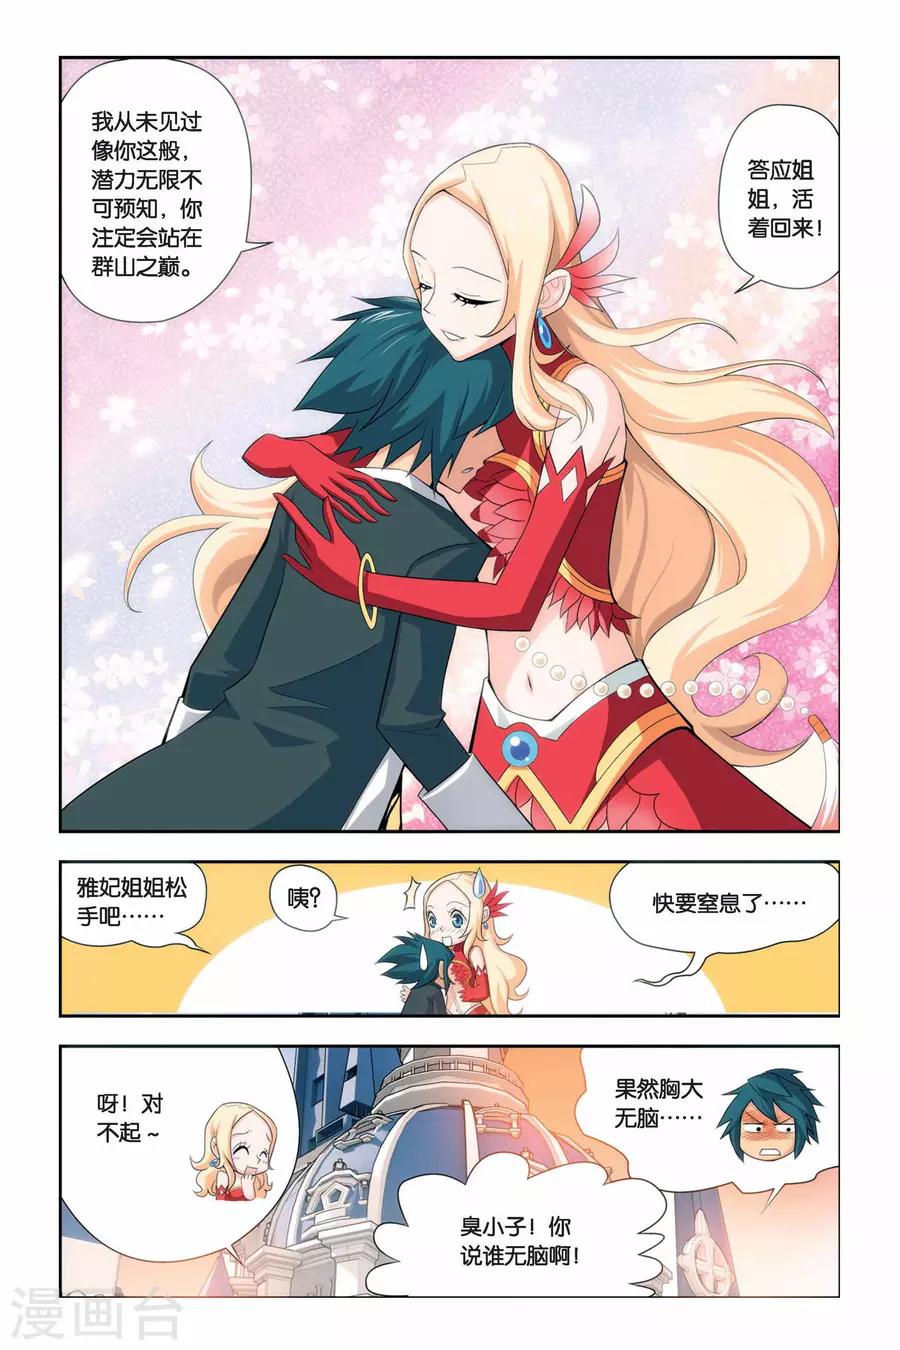 我从未见过
像你这般，
潜力无限不
可预知，你
注定会站在
群山之巅。
答应姐
姐，活
着回来！
雅妃姐姐松
手吧……
咦？
快要窒息了……
呀！对
不起～
果然胸大
无脑……
臭小子！你
说谁无脑啊！
漫画台